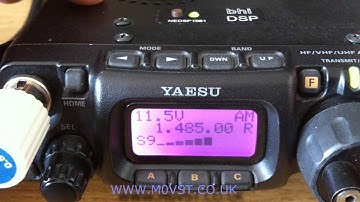 NEDSP1061
bhi
DSP
MODE
BAND
HF/VHF/UHF
TRANSMIT
◄
►
DWN
UP
F
HOME
YAESU
11.5V AM
1.485.00 R
S9
SEL
A
B
C
WWW.M0VST.CO.UK